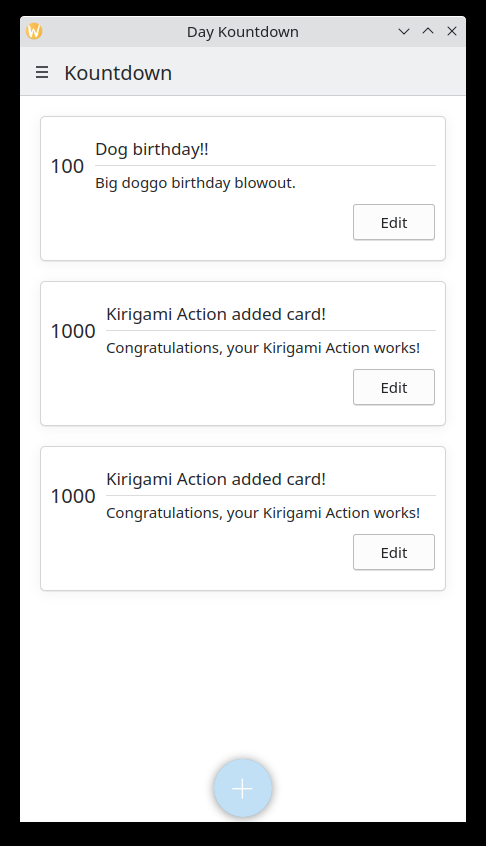 Day Kountdown
Kountdown
Dog birthday!!
100
Big doggo birthday blowout.
Edit
Kirigami Action added card!
1000
Congratulations, your Kirigami Action works!
Edit
Kirigami Action added card!
1000
Congratulations, your Kirigami Action works!
Edit